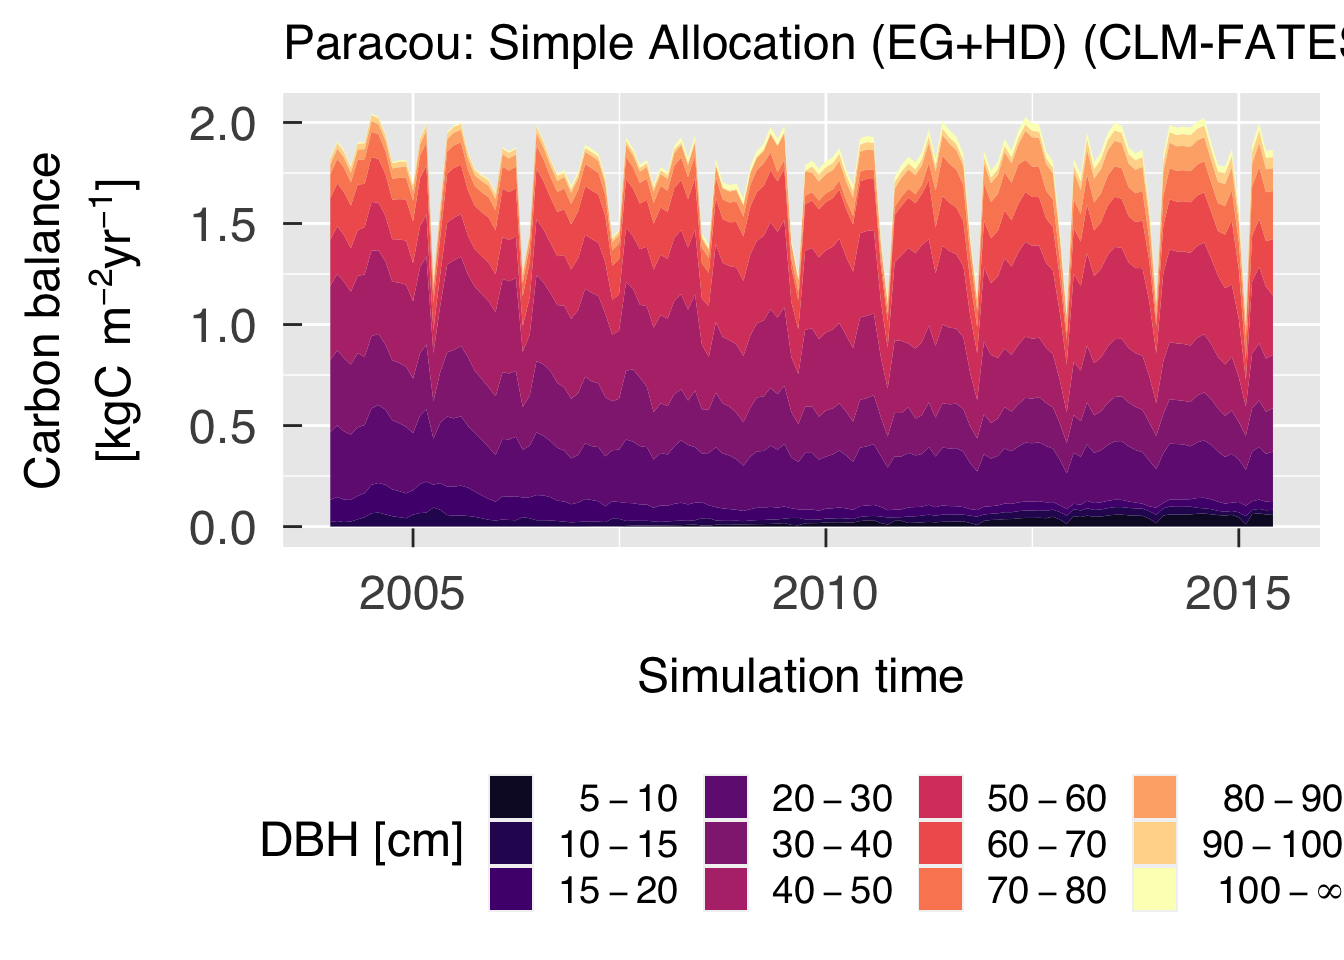 Paracou: Simple Allocation (EG+HD) (CLM-FATES
Carbon balance
[kgC m−2yr−1]
2.0
1.5
1.0
0.5
0.0
2005 2010 2015
Simulation time
DBH [cm]
5 – 10 20 – 30 50 – 60 80 – 90
10 – 15 30 – 40 60 – 70 90 – 100
15 – 20 40 – 50 70 – 80 100 – ∞